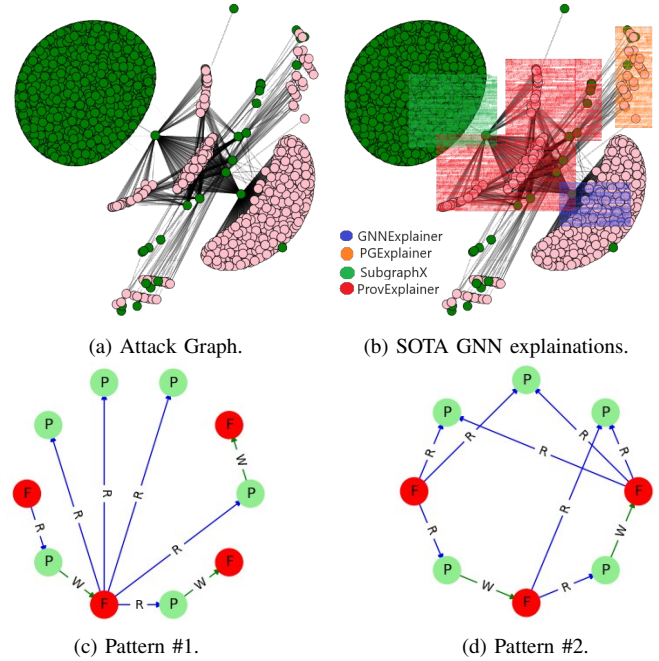 GNNExplainer
PGExplainer
SubgraphX
ProvExplainer
(a) Attack Graph.
(b) SOTA GNN explainations.
P P
P F
W
R R R
F P
R R
P F
W W
F R P
(c) Pattern #1.
P
P P
R R
R R R
F F
R
R W
P P
W R
F
(d) Pattern #2.